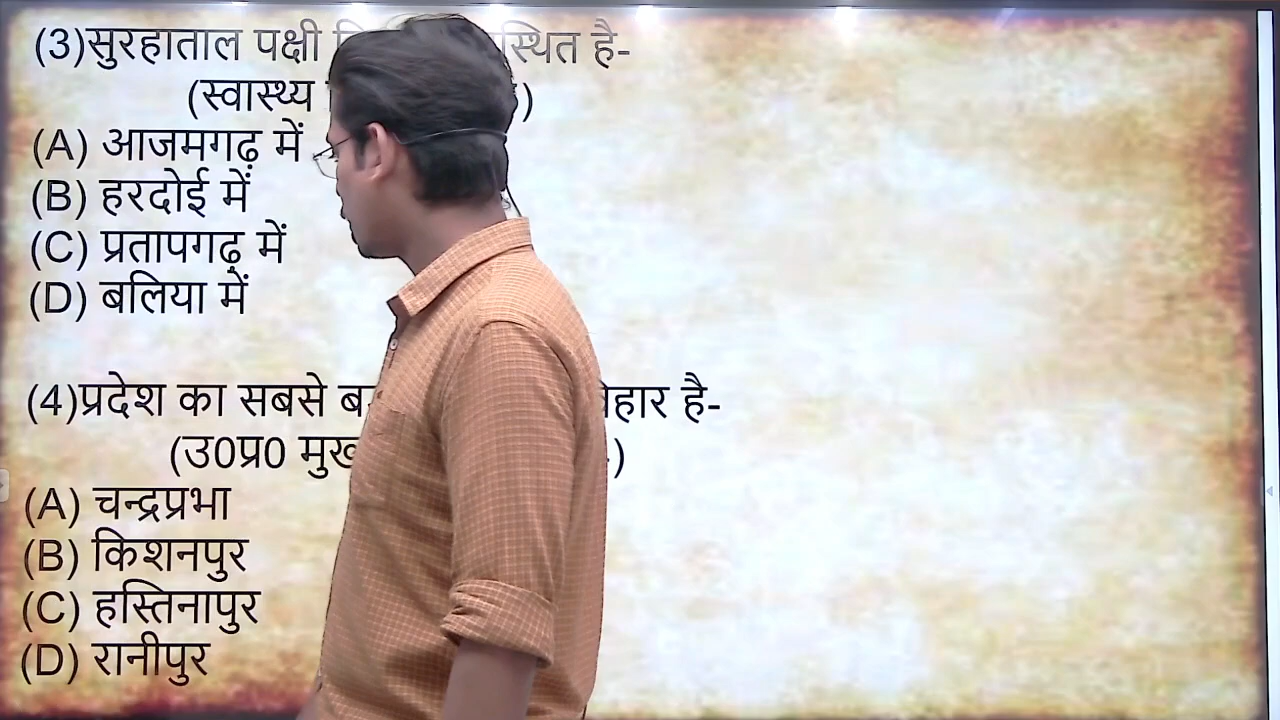 (3)सुरहाताल पक्षी है-
(स्वास्थ्य )
(A) आजमगढ़ में
(B) हरदोई में
(C) प्रतापगढ़ में
(D) बलिया में
(4)प्रदेश का सबसे है-
(उ0प्र0 )
(A) चन्द्रप्रभा
(B) किशनपुर
(C) हस्तिनापुर
(D) रानीपुर